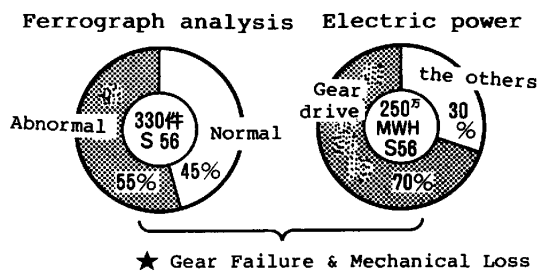 Ferrograph analysis
Abnormal
330件
S 56
Normal
55%
45%
Electric power
Gear
drive
the others
250万
MWH
S56
30
%
70%
★ Gear Failure & Mechanical Loss